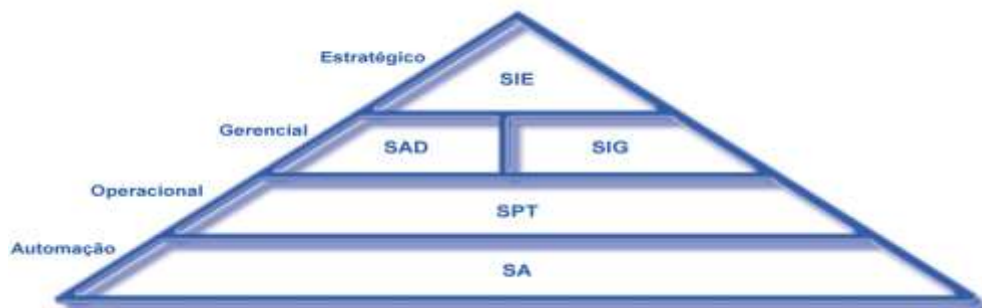 Estratégico
SIE
Gerencial
SAD SIG
Operacional
SPT
Automação
SA